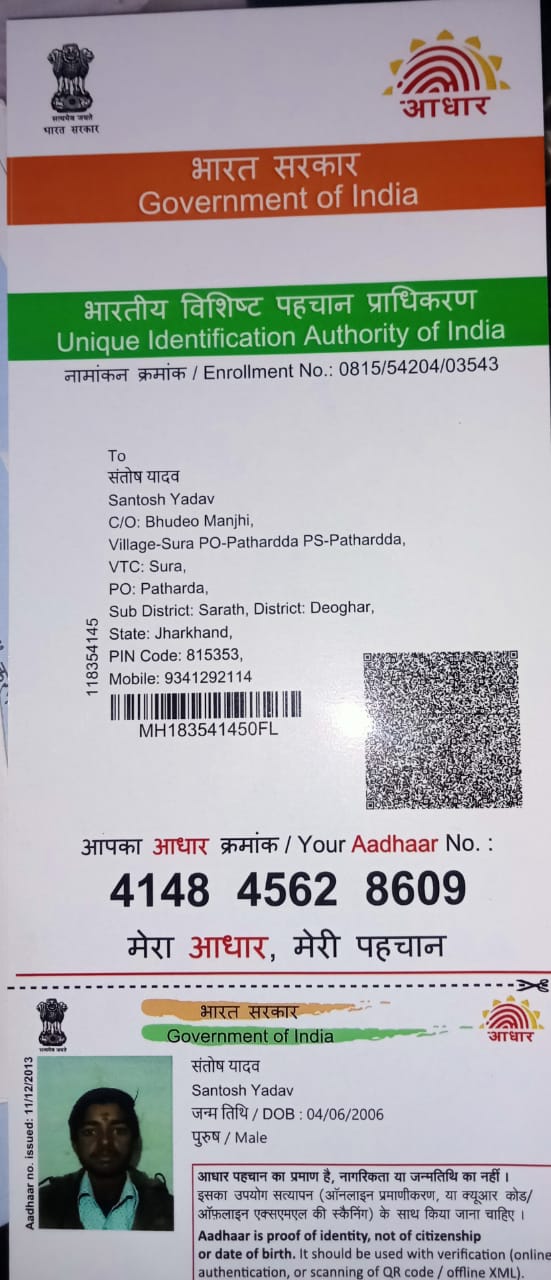 सत्यमेव जयते
भारत सरकार
आधार
भारत सरकार
Government of India
भारतीय विशिष्ट पहचान प्राधिकरण
Unique Identification Authority of India
नामांकन क्रमांक / Enrollment No.: 0815/54204/03543
To
संतोष यादव
Santosh Yadav
C/O: Bhudeo Manjhi,
Village-Sura PO-Pathardda PS-Pathardda,
VTC: Sura,
PO: Patharda,
Sub District: Sarath, District: Deoghar,
State: Jharkhand,
PIN Code: 815353,
Mobile: 9341292114
118354145
MH183541450FL
आपका आधार क्रमांक / Your Aadhaar No. :
4148 4562 8609
मेरा आधार, मेरी पहचान
सत्यमेव जयते
भारत सरकार
Government of India
आधार
Aadhaar no. issued: 11/12/2013
संतोष यादव
Santosh Yadav
जन्म तिथि / DOB : 04/06/2006
पुरुष / Male
आधार पहचान का प्रमाण है, नागरिकता या जन्मतिथि का नहीं ।
इसका उपयोग सत्यापन (ऑनलाइन प्रमाणीकरण, या क्यूआर कोड/
ऑफ़लाइन एक्सएमएल की स्कैनिंग) के साथ किया जाना चाहिए ।
Aadhaar is proof of identity, not of citizenship
or date of birth. It should be used with verification (online
authentication, or scanning of QR code / offline XML).